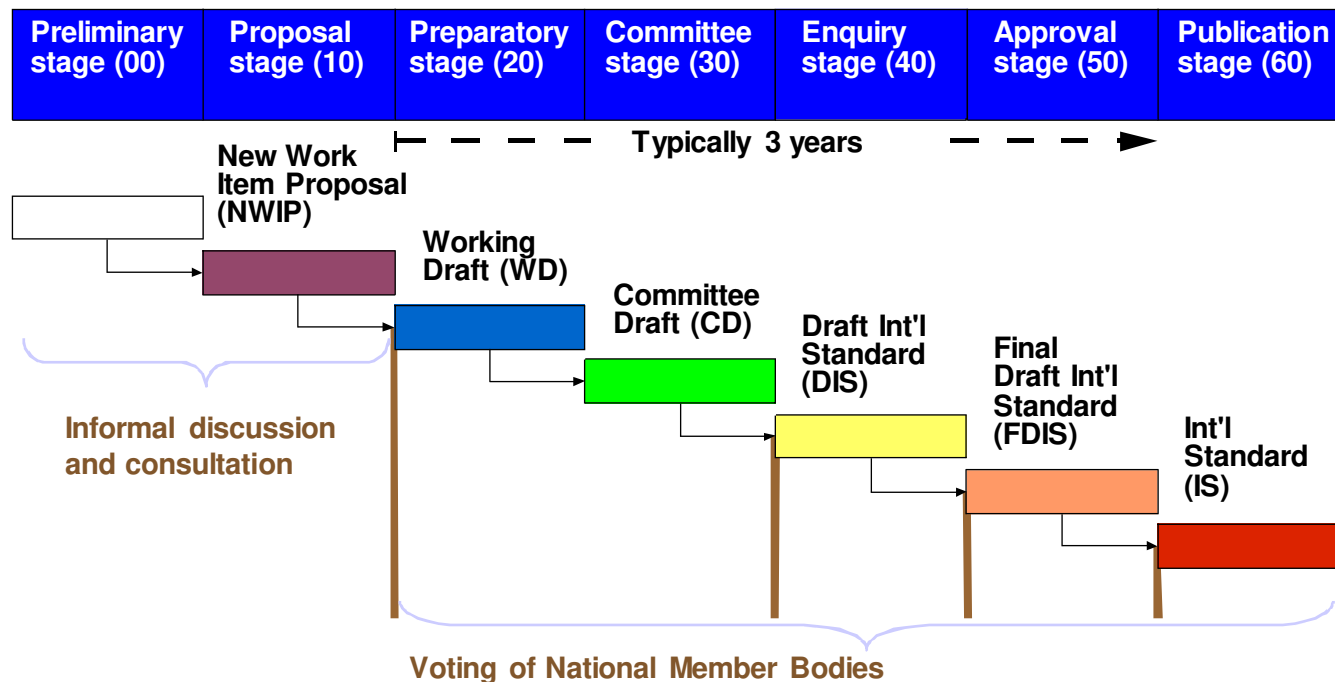 Preliminary
stage (00)
Proposal
stage (10)
Preparatory
stage (20)
Committee
stage (30)
Enquiry
stage (40)
Approval
stage (50)
Publication
stage (60)
Typically 3 years
New Work
Item Proposal
(NWIP)
Working
Draft (WD)
Committee
Draft (CD)
Draft Int'l
Standard
(DIS)
Final
Draft Int'l
Standard
(FDIS)
Int'l
Standard
(IS)
Informal discussion
and consultation
Voting of National Member Bodies